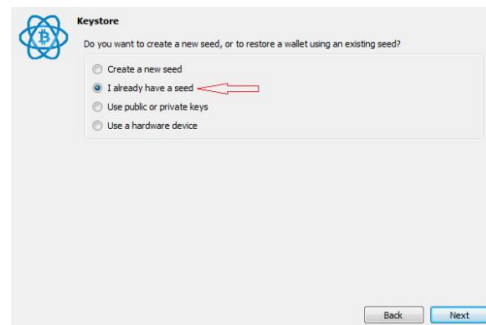 Keystore
Do you want to create a new seed, or to restore a wallet using an existing seed?
Create a new seed
I already have a seed
Use public or private keys
Use a hardware device
Back Next